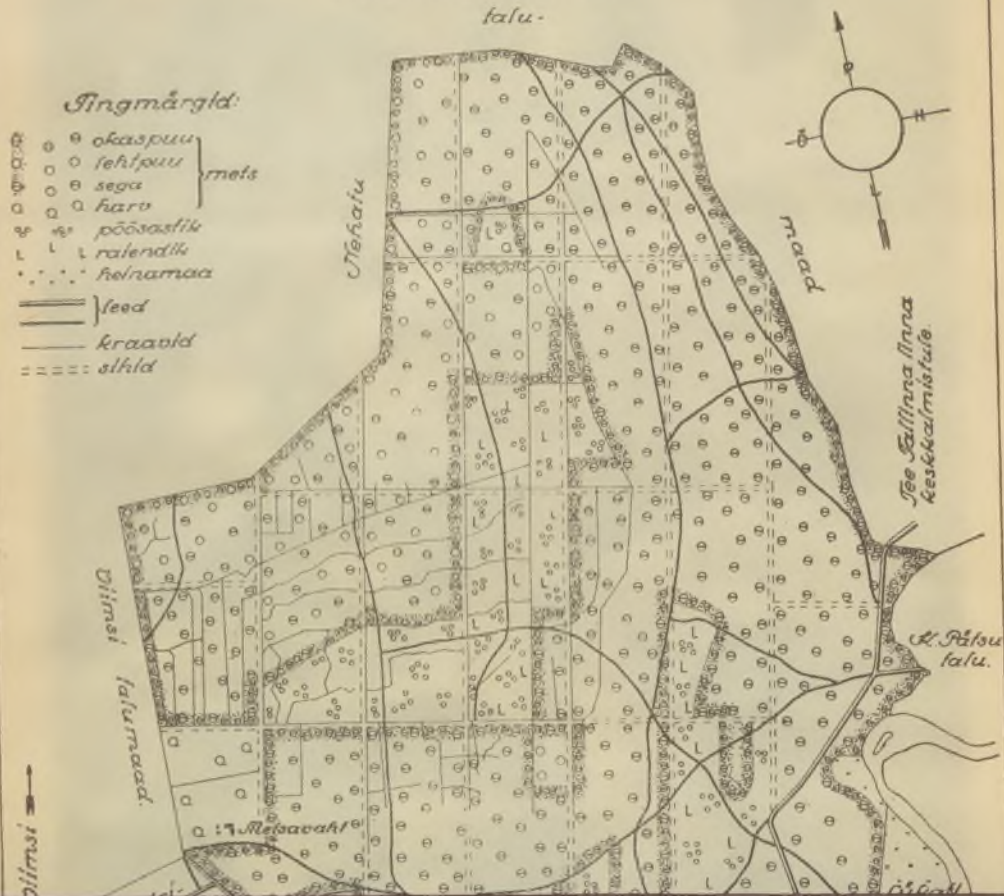 talu-
Tingmärgid:
okaspuu
lehtpuu
sega
harv
mets
põõsastik
raiendik
heinamaa
teed
kraavid
sihid
Nehatu
maad
Tee Tallinna linna
keskkalmistule.
Viimsi talumaad.
K. Pätsu
talu.
Metsavaht
Viimsi